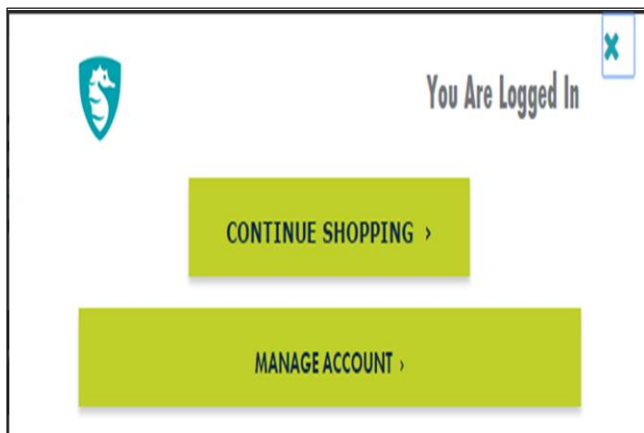 You Are Logged In
CONTINUE SHOPPING ›
MANAGE ACCOUNT ›